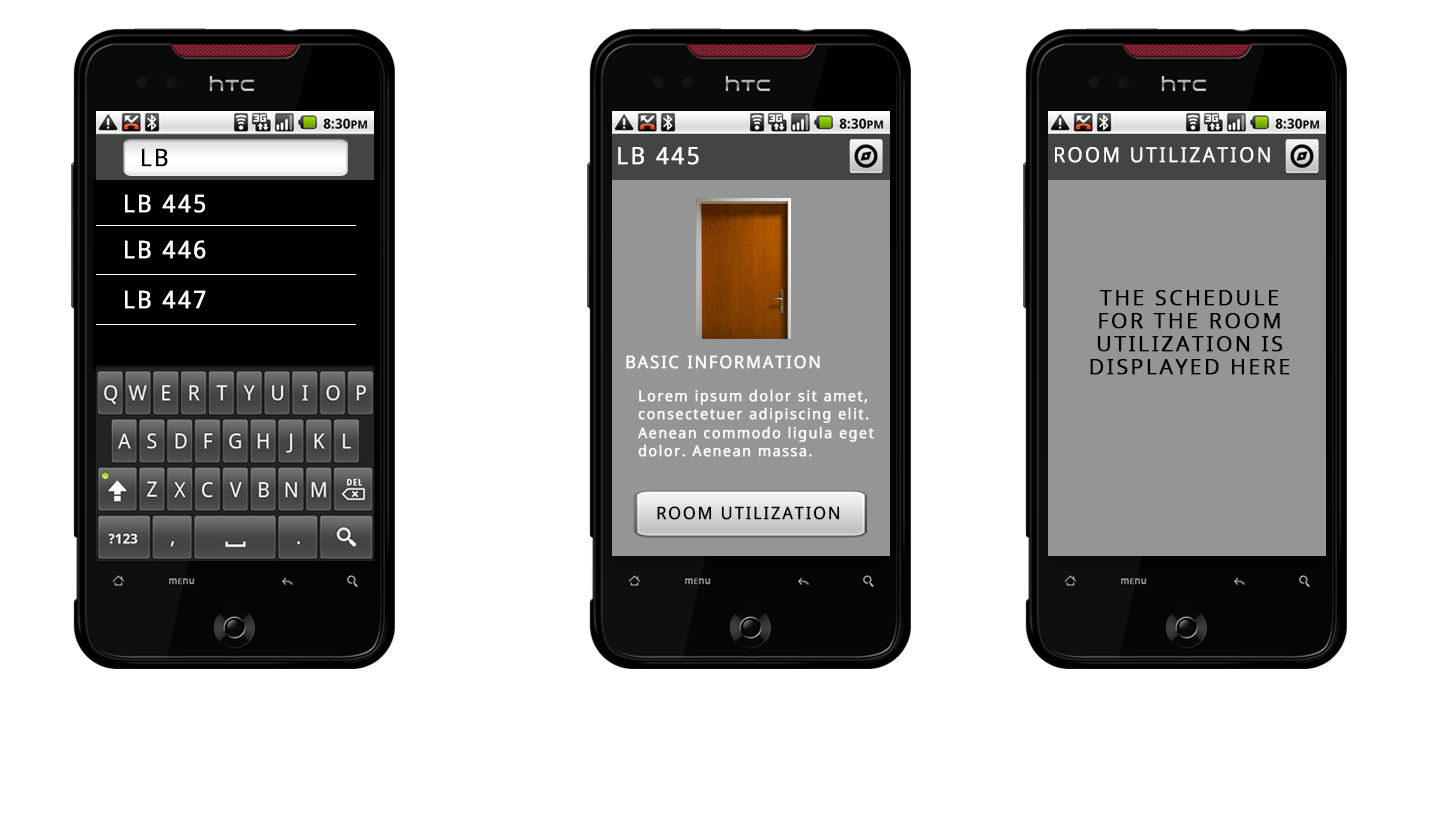 hTC
3G
8:30PM
LB
LB 445
LB 446
LB 447
Q W E R T Y U I O P
A S D F G H J K L
Z X C V B N M DEL
?123 , .
MENU
hTC
3G
8:30PM
LB 445
BASIC INFORMATION
Lorem ipsum dolor sit amet,
consectetuer adipiscing elit.
Aenean commodo ligula eget
dolor. Aenean massa.
ROOM UTILIZATION
MENU
hTC
3G
8:30PM
ROOM UTILIZATION
THE SCHEDULE
FOR THE ROOM
UTILIZATION IS
DISPLAYED HERE
MENU